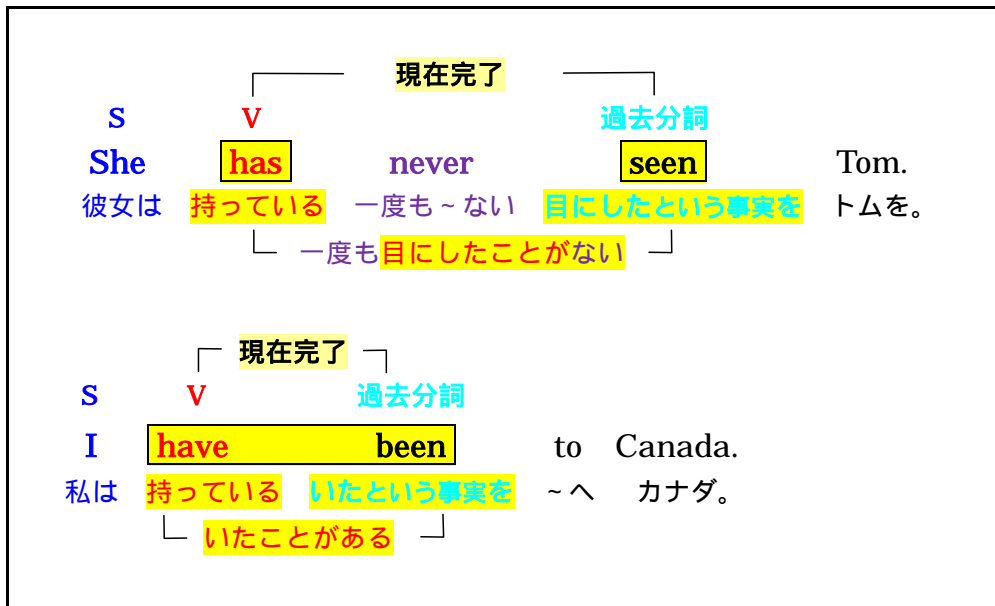 現在完了
S V 過去分詞
She has never seen Tom.
彼女は 持っている 一度も~ない 目にしたという事実を トムを。
一度も目にしたことがない
現在完了
S V 過去分詞
I have been to Canada.
私は 持っている いたという事実を ~へ カナダ。
いたことがある